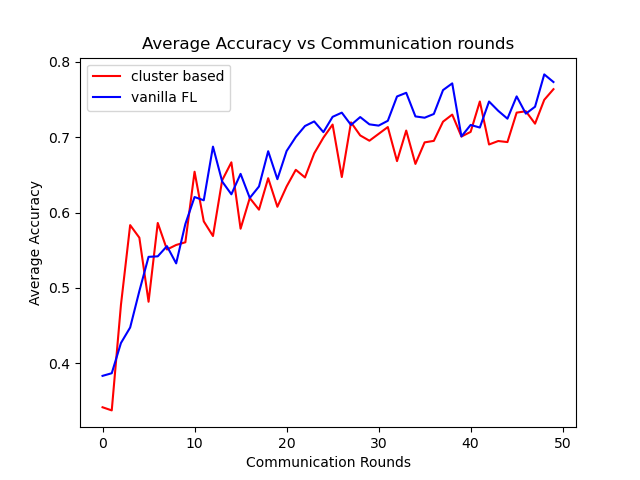 Average Accuracy vs Communication rounds
cluster based
vanilla FL
0.8
0.7
0.6
0.5
0.4
Average Accuracy
0
10
20
30
40
50
Communication Rounds